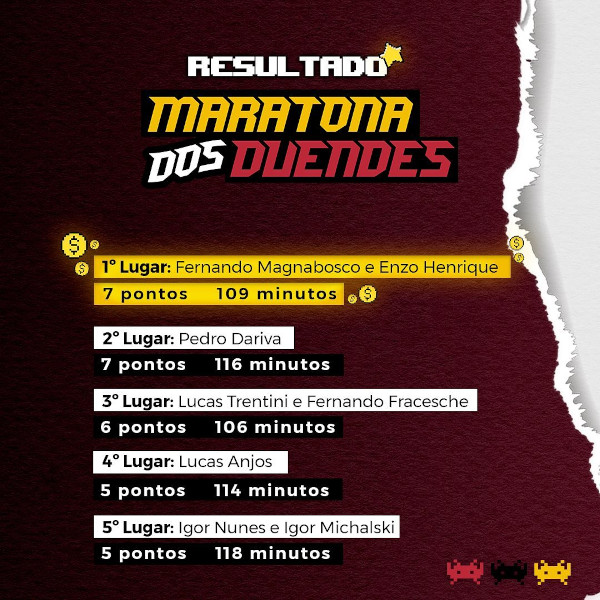 RESULTADO
MARATONA
DOS DUENDES
1º Lugar: Fernando Magnabosco e Enzo Henrique
7 pontos 109 minutos
2º Lugar: Pedro Dariva
7 pontos 116 minutos
3º Lugar: Lucas Trentini e Fernando Fracesche
6 pontos 106 minutos
4º Lugar: Lucas Anjos
5 pontos 114 minutos
5º Lugar: Igor Nunes e Igor Michalski
5 pontos 118 minutos